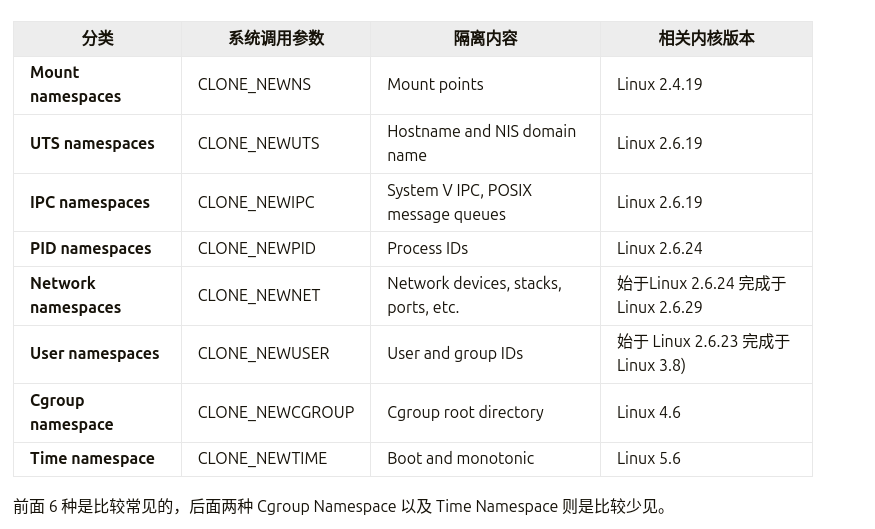 分类 系统调用参数 隔离内容 相关内核版本
Mount
namespaces
CLONE_NEWNS
Mount points
Linux 2.4.19
UTS namespaces
CLONE_NEWUTS
Hostname and NIS domain
name
Linux 2.6.19
IPC namespaces
CLONE_NEWIPC
System V IPC, POSIX
message queues
Linux 2.6.19
PID namespaces
CLONE_NEWPID
Process IDs
Linux 2.6.24
Network
namespaces
CLONE_NEWNET
Network devices, stacks,
ports, etc.
始于Linux 2.6.24 完成于
Linux 2.6.29
User namespaces
CLONE_NEWUSER
User and group IDs
始于 Linux 2.6.23 完成于
Linux 3.8)
Cgroup
namespace
CLONE_NEWCGROUP
Cgroup root directory
Linux 4.6
Time namespace
CLONE_NEWTIME
Boot and monotonic
Linux 5.6
前面 6 种是比较常见的，后面两种 Cgroup Namespace 以及 Time Namespace 则是比较少见。